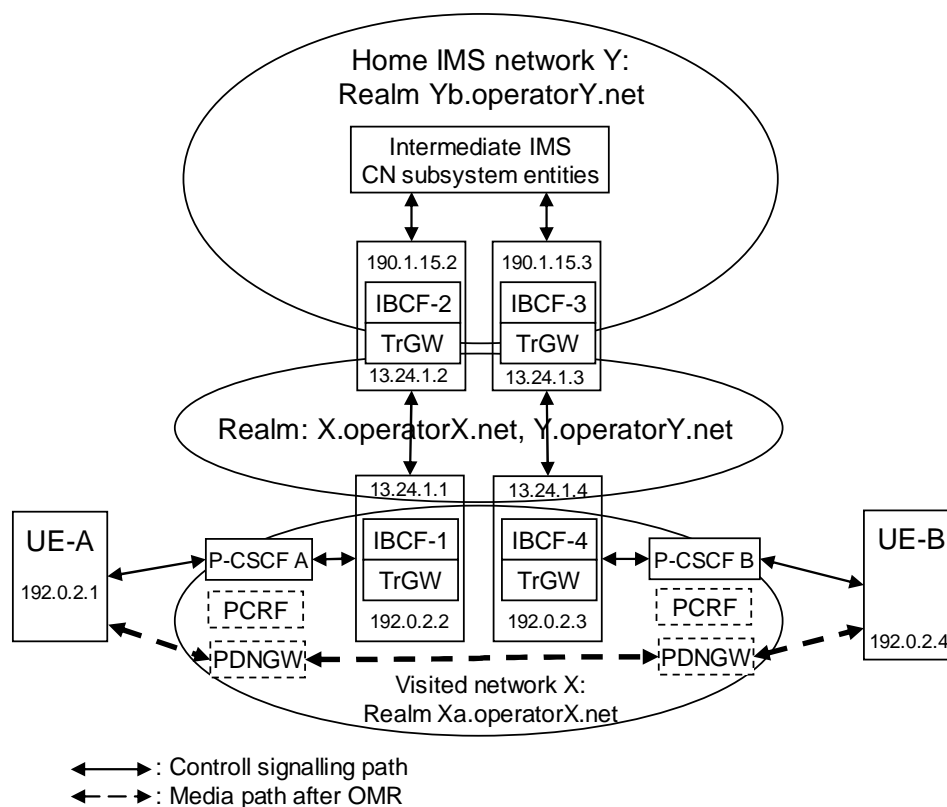 Home IMS network Y:
Realm Yb.operatorY.net
Intermediate IMS
CN subsystem entities
190.1.15.2
190.1.15.3
IBCF-2
IBCF-3
TrGW
TrGW
13.24.1.2
13.24.1.3
Realm: X.operatorX.net, Y.operatorY.net
13.24.1.1
13.24.1.4
UE-A
192.0.2.1
P-CSCF A
IBCF-1
IBCF-4
P-CSCF B
UE-B
192.0.2.4
TrGW
TrGW
PCRF
PCRF
192.0.2.2
192.0.2.3
PDNGW
PDNGW
Visited network X:
Realm Xa.operatorX.net
: Controll signalling path
: Media path after OMR